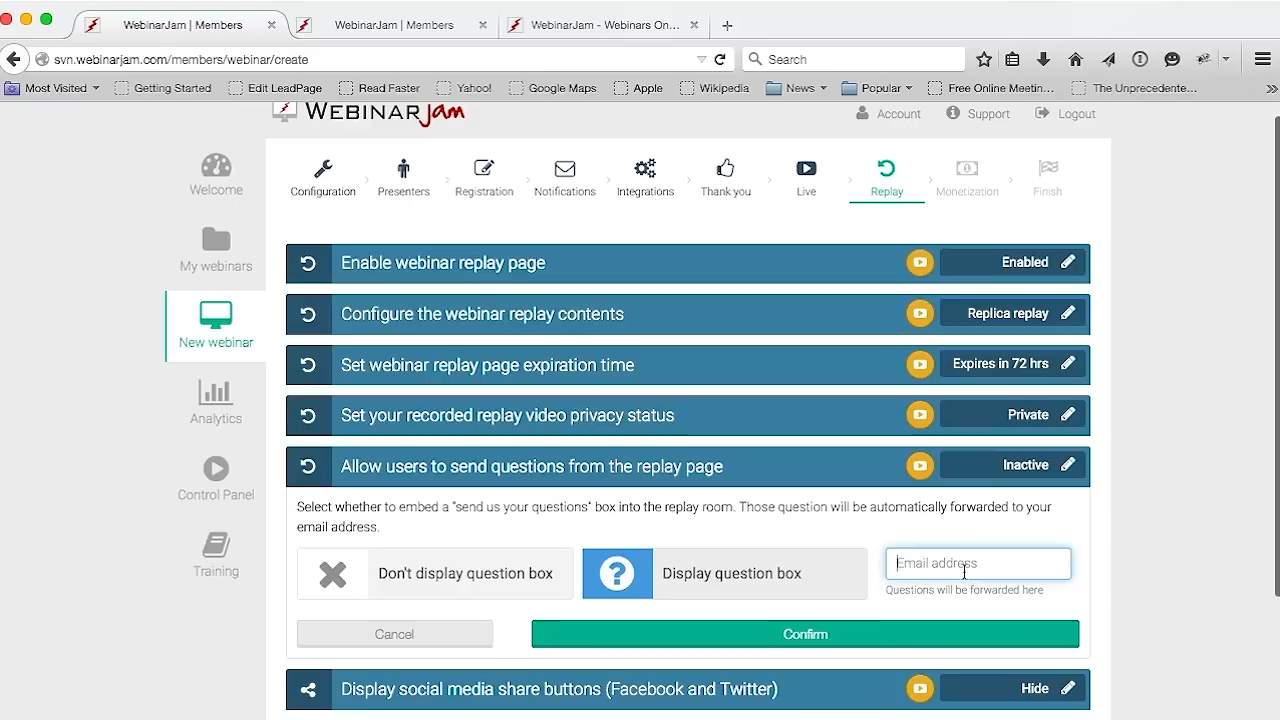 WebinarJam | Members
WebinarJam | Members
WebinarJam - Webinars On...
svn.webinarjam.com/members/webinar/create
Search
Most Visited
Getting Started
Edit LeadPage
Read Faster
Yahoo!
Google Maps
Apple
Wikipedia
News
Popular
Free Online Meetin...
The Unprecedente...
WEBINARJam
Account
Support
Logout
Welcome
My webinars
New webinar
Analytics
Control Panel
Training
Configuration
Presenters
Registration
Notifications
Integrations
Thank you
Live
Replay
Monetization
Finish
Enable webinar replay page
Enabled
Configure the webinar replay contents
Replica replay
Set webinar replay page expiration time
Expires in 72 hrs
Set your recorded replay video privacy status
Private
Allow users to send questions from the replay page
Inactive
Select whether to embed a "send us your questions" box into the replay room. Those question will be automatically forwarded to your
email address.
Don't display question box
Display question box
Email address
Questions will be forwarded here
Cancel
Confirm
Display social media share buttons (Facebook and Twitter)
Hide